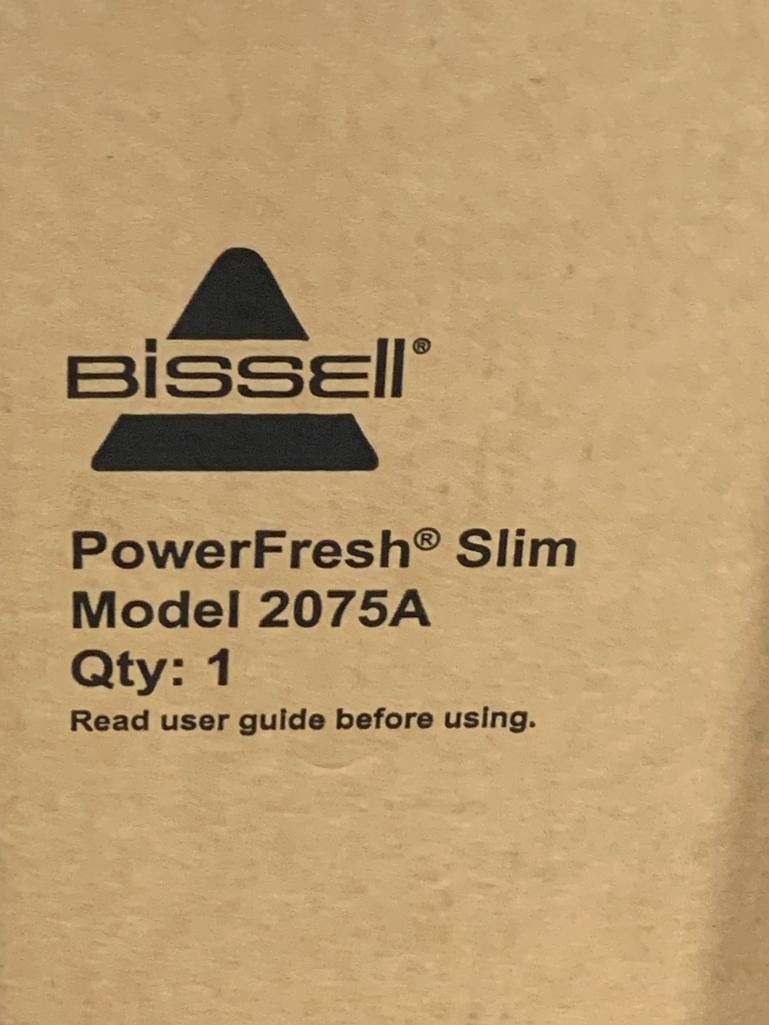 BISSELL®
PowerFresh® Slim
Model 2075A
Qty: 1
Read user guide before using.